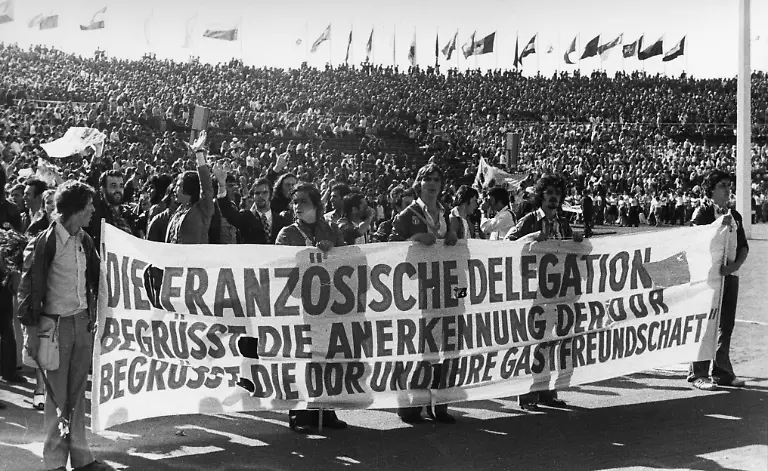 "DIE FRANZÖSISCHE DELEGATION
BEGRÜSST DIE ANERKENNUNG DER DDR
BEGRÜSST DIE DDR UND IHRE GASTFREUNDSCHAFT"